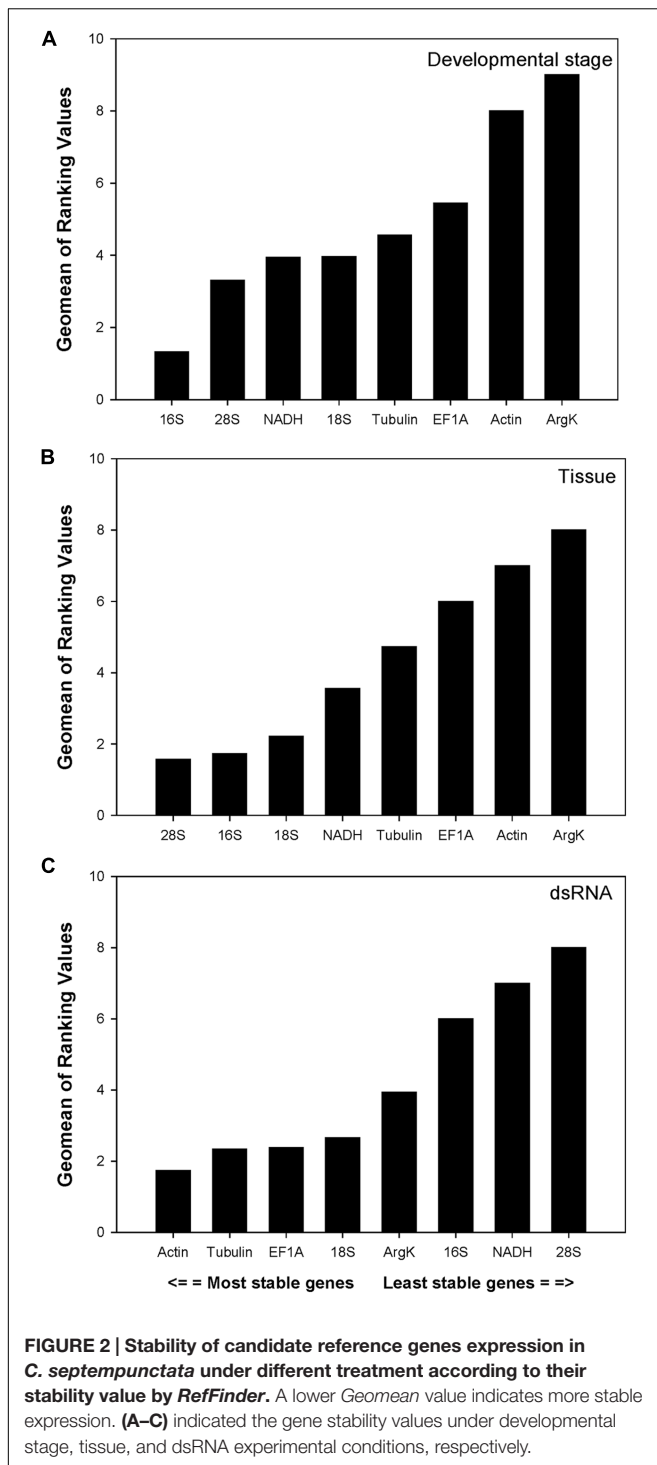 A
Developmental stage
Geomean of Ranking Values
10
8
6
4
2
0
16S 28S NADH 18S Tubulin EF1A Actin ArgK
B
Tissue
Geomean of Ranking Values
10
8
6
4
2
0
28S 16S 18S NADH Tubulin EF1A Actin ArgK
C
dsRNA
Geomean of Ranking Values
10
8
6
4
2
0
Actin Tubulin EF1A 18S ArgK 16S NADH 28S
<= = Most stable genes Least stable genes = =>
FIGURE 2 | Stability of candidate reference genes expression in
C. septempunctata under different treatment according to their
stability value by RefFinder. A lower Geomean value indicates more stable
expression. (A–C) indicated the gene stability values under developmental
stage, tissue, and dsRNA experimental conditions, respectively.